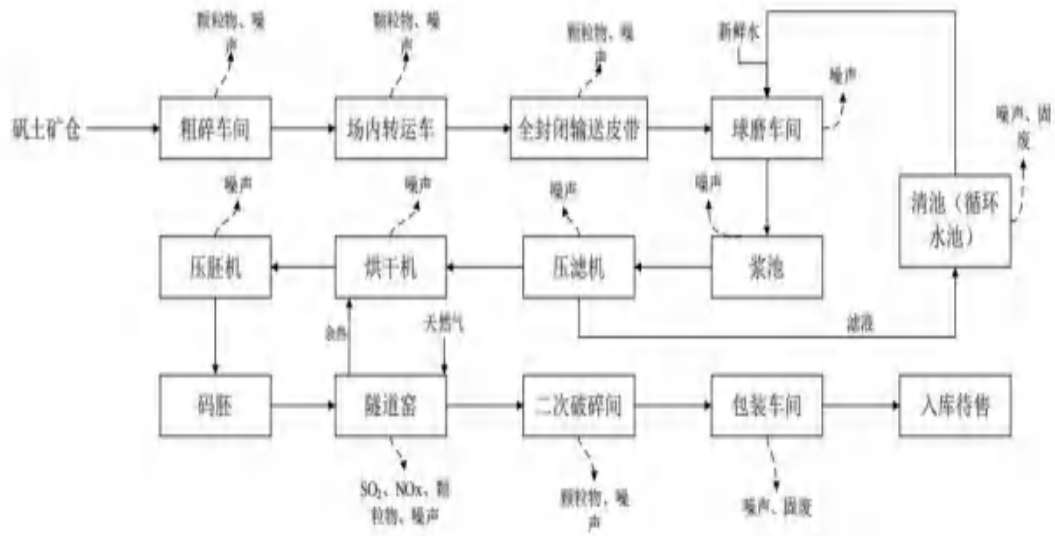 颗粒物、噪
声
颗粒物、噪
声
颗粒物、噪
声
新鲜水
噪声
矾土矿仓
粗碎车间
场内转运车
全封闭输送皮带
球磨车间
噪声、固
废
噪声
噪声
噪声
噪声
清池（循环
水池）
压胚机
烘干机
压滤机
浆池
余热
天然气
滤液
码胚
隧道窑
二次破碎间
包装车间
入库待售
SO₂、NOx、颗
粒物、噪声
颗粒物、噪
声
噪声、固废